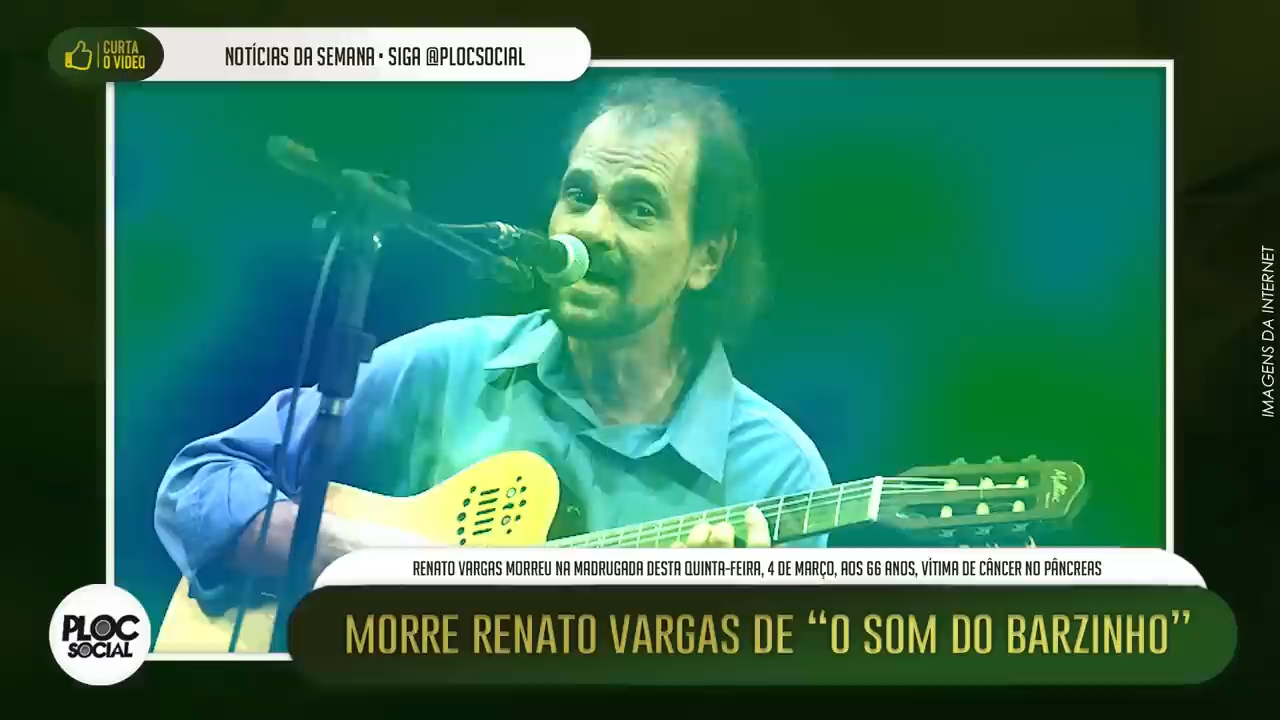 CURTA
O VIDEO
NOTÍCIAS DA SEMANA • SIGA @PLOCSOCIAL
IMAGENS DA INTERNET
RENATO VARGAS MORREU NA MADRUGADA DESTA QUINTA-FEIRA, 4 DE MARÇO, AOS 66 ANOS, VÍTIMA DE CÂNCER NO PÂNCREAS
MORRE RENATO VARGAS DE “O SOM DO BARZINHO”
PLOC
SOCIAL